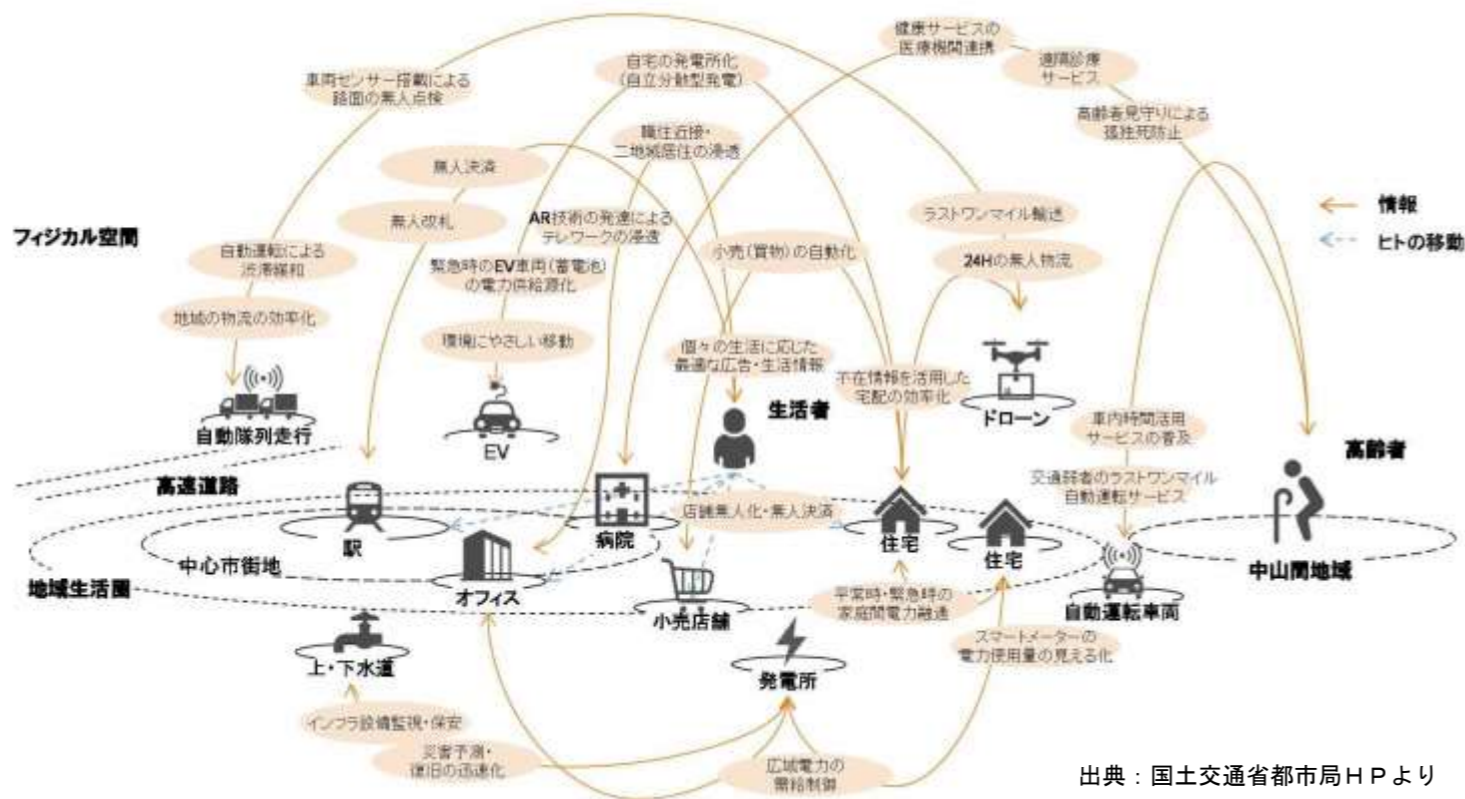 健康サービスの
医療機関連携
遠隔診療
サービス
高齢者見守りによる
孤独死防止
自宅の発電所化
(自立分散型発電)
車両センサー搭載による
路面の無人点検
職住近接・
二地域居住の浸透
無人決済
無人改札
AR技術の発達による
テレワークの浸透
ラストワンマイル輸送
情報
ヒトの移動
フィジカル空間
自動運転による
渋滞緩和
緊急時のEV車両(蓄電池)
の電力供給源化
小売(買物)の自動化
24Hの無人物流
地域の物流の効率化
環境にやさしい移動
個々の生活に応じた
最適な広告・生活情報
不在情報を活用した
宅配の効率化
自動隊列走行
EV
生活者
ドローン
車内時間活用
サービスの普及
高齢者
交通弱者のラストワンマイル
自動運転サービス
高速道路
店舗無人化・無人決済
駅
病院
住宅
住宅
中心市街地
地域生活圏
オフィス
小売店舗
平常時・緊急時の
家庭間電力融通
自動運転車両
中山間地域
上・下水道
発電所
スマートメーターの
電力使用量の見える化
インフラ設備監視・保安
災害予測・
復旧の迅速化
広域電力の
需給制御
出典：国土交通省都市局HPより